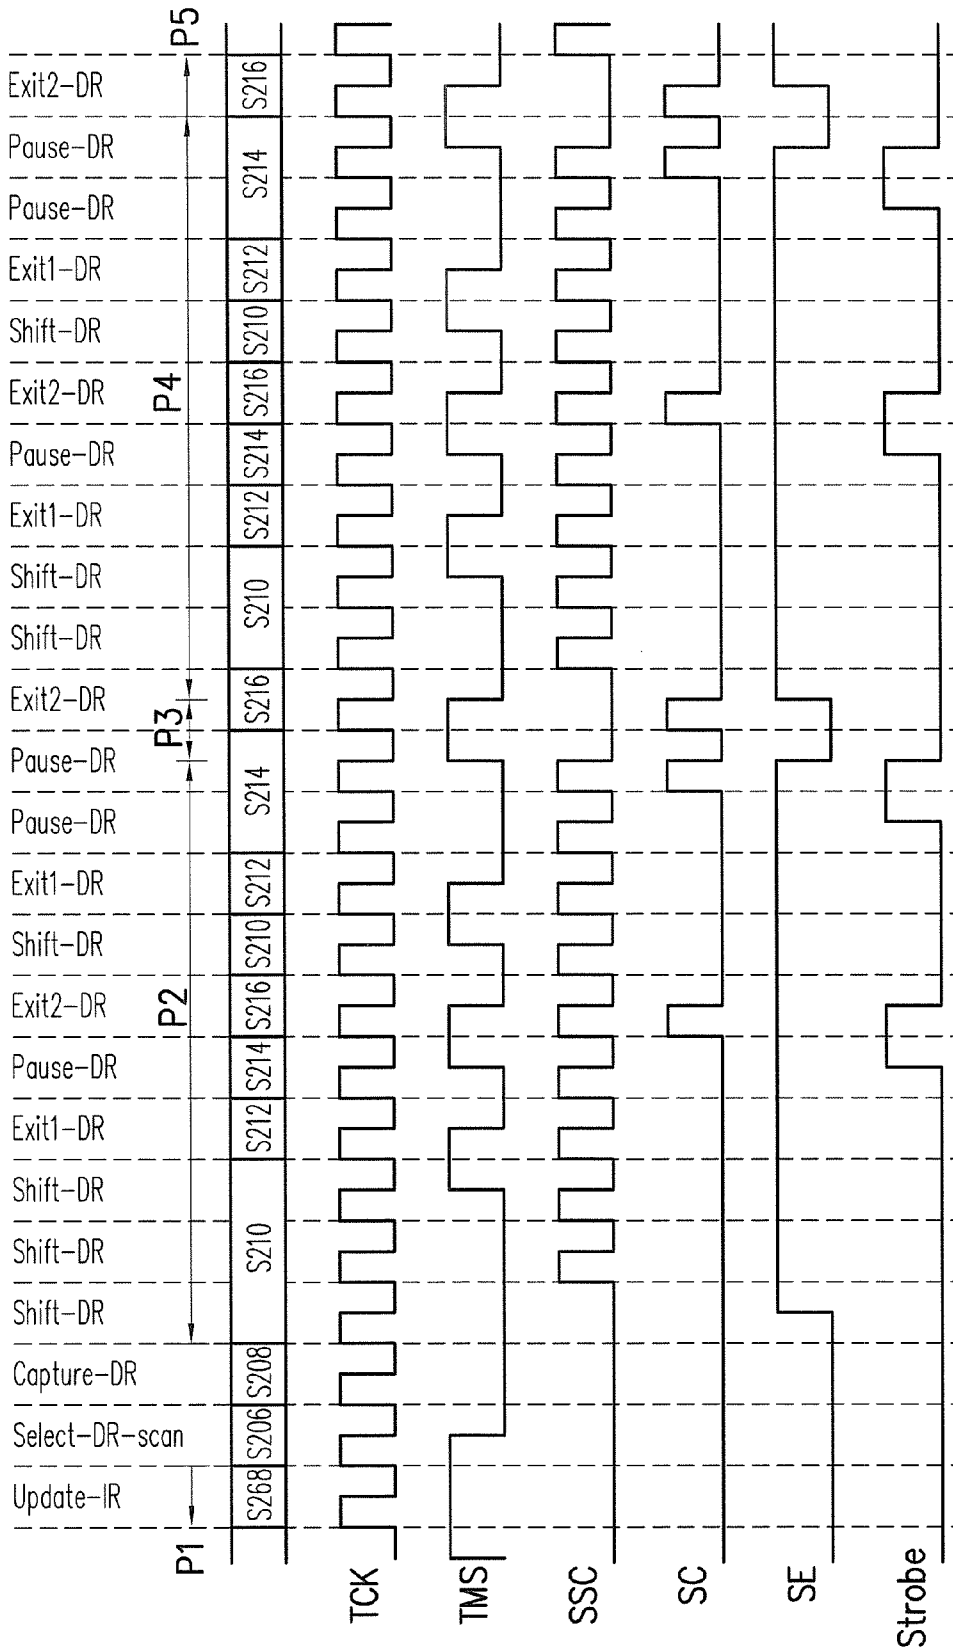 Update-IR
Select-DR-scan
Capture-DR
Shift-DR
Shift-DR
Shift-DR
Exit1-DR
Pause-DR
Exit2-DR
Shift-DR
Exit1-DR
Pause-DR
Pause-DR
Exit2-DR
Shift-DR
Shift-DR
Exit1-DR
Pause-DR
Exit2-DR
Shift-DR
Exit1-DR
Pause-DR
Pause-DR
Exit2-DR
P1 P2 P3 P4 P5
S268 S206 S208 S210 S212 S214 S216 S210 S212 S214 S216 S210 S212 S214 S216 S210 S212 S214 S216
TCK
TMS
SSC
SC
SE
Strobe